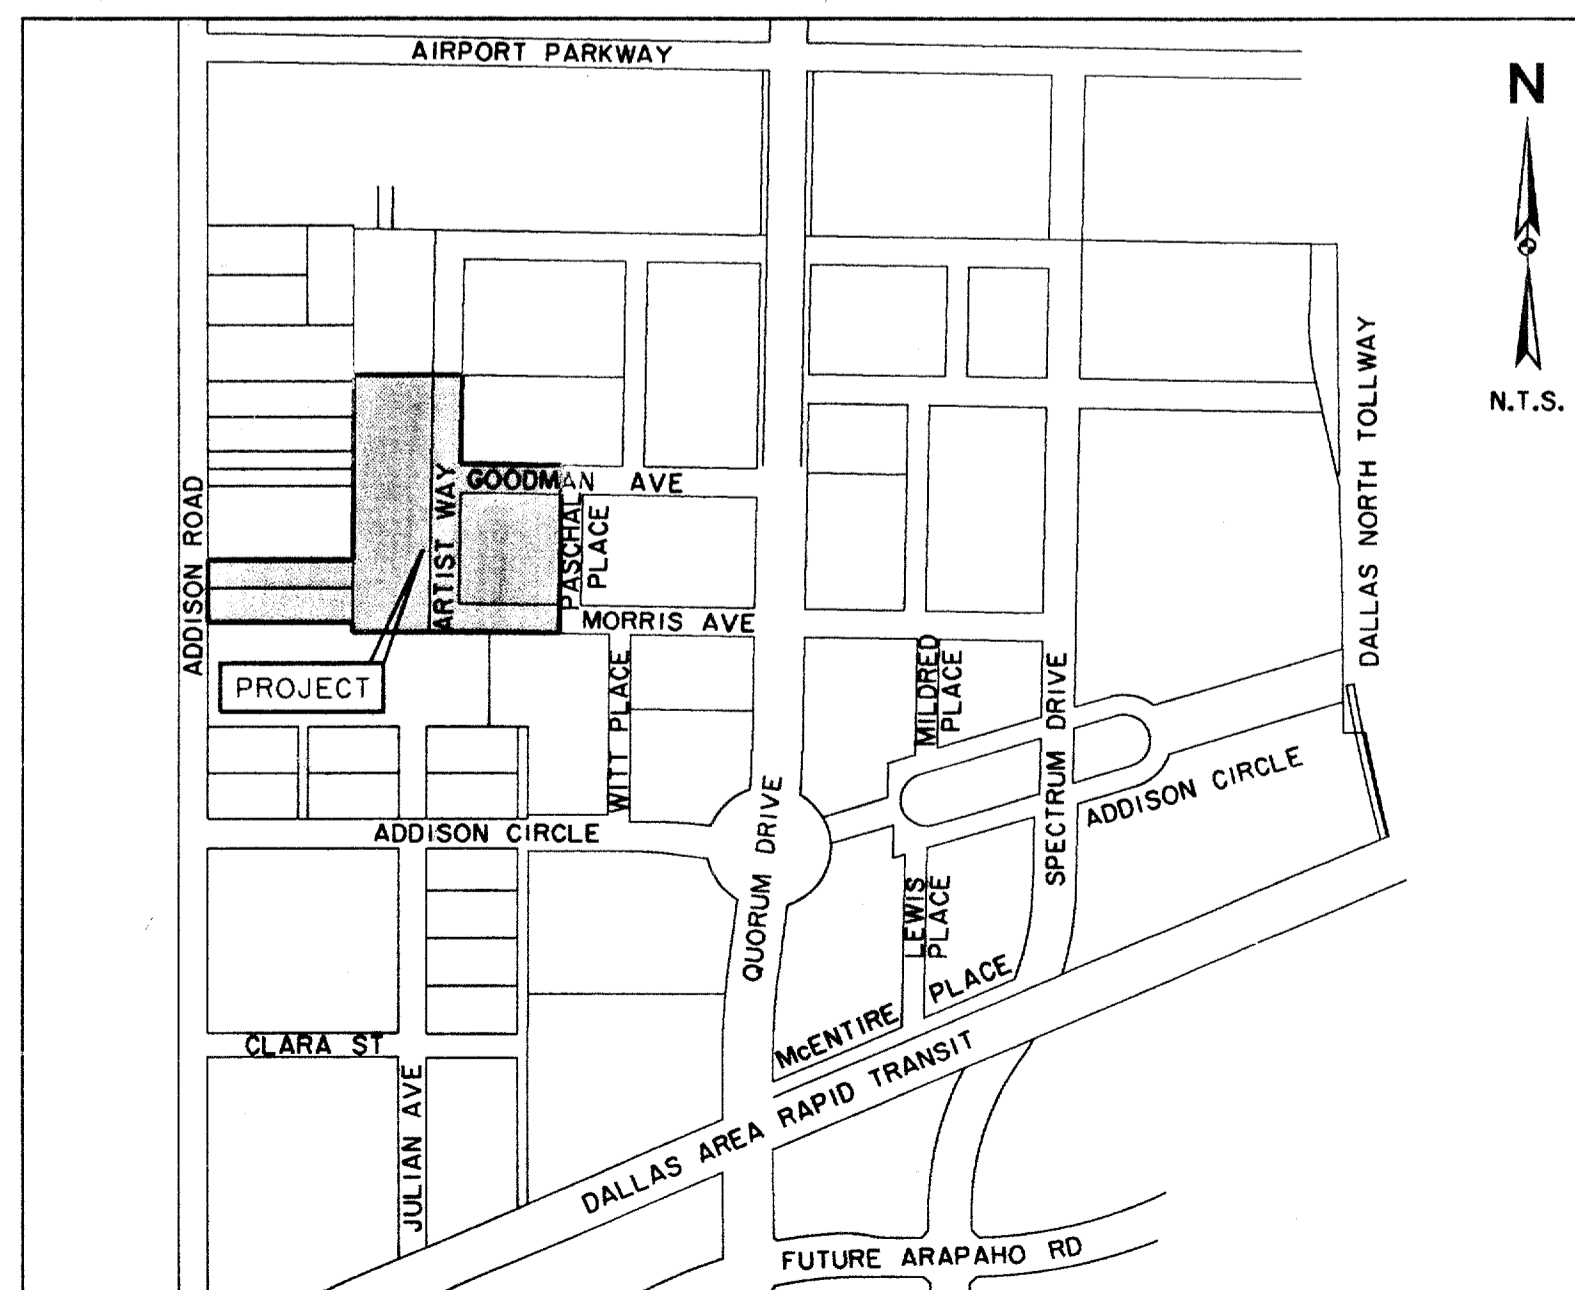 AIRPORT PARKWAY
N
N.T.S.
DALLAS NORTH TOLLWAY
ADDISON ROAD
ARTIST WAY
GOODMAN AVE
PASCHAL
PLACE
MORRIS AVE
PROJECT
WITT PLACE
MILDRED
PLACE
SPECTRUM DRIVE
ADDISON CIRCLE
QUORUM DRIVE
ADDISON CIRCLE
LEWIS
PLACE
McENTIRE PLACE
CLARA ST
JULIAN AVE
DALLAS AREA RAPID TRANSIT
FUTURE ARAPAHO RD